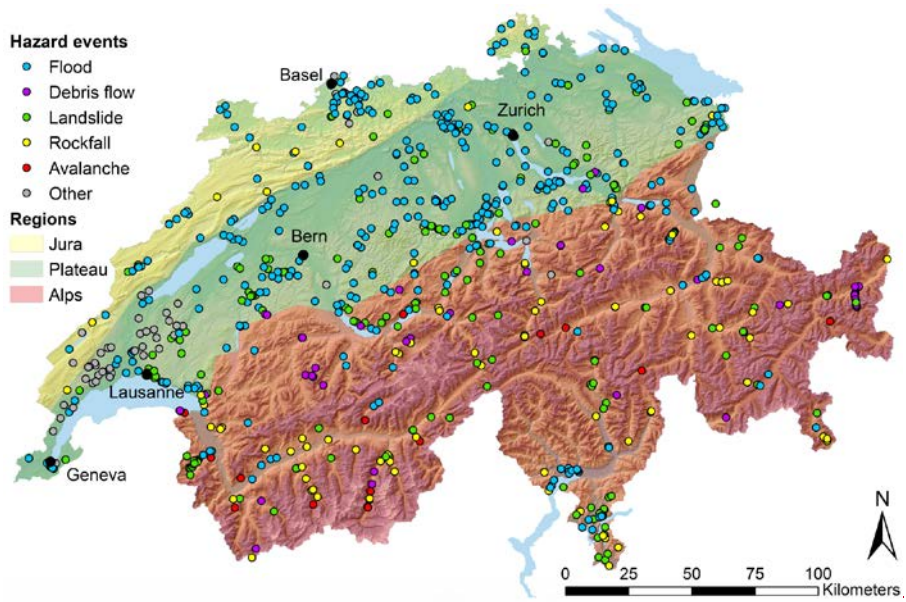 Hazard events
Flood
Debris flow
Landslide
Rockfall
Avalanche
Other
Regions
Jura
Plateau
Alps
Basel
Zurich
Bern
Lausanne
Geneva
N
0 25 50 75 100
Kilometers